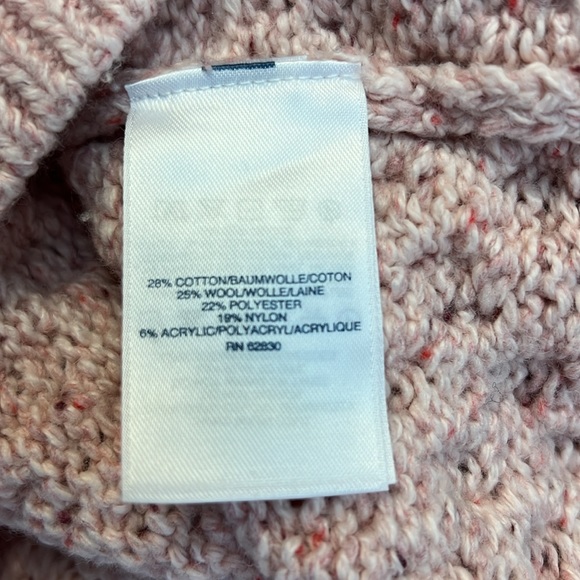 28% COTTON/BAUMWOLLE/COTON
25% WOOL/WOLLE/LAINE
22% POLYESTER
19% NYLON
6% ACRYLIC/POLYACRYL/ACRYLIQUE
RN 62830